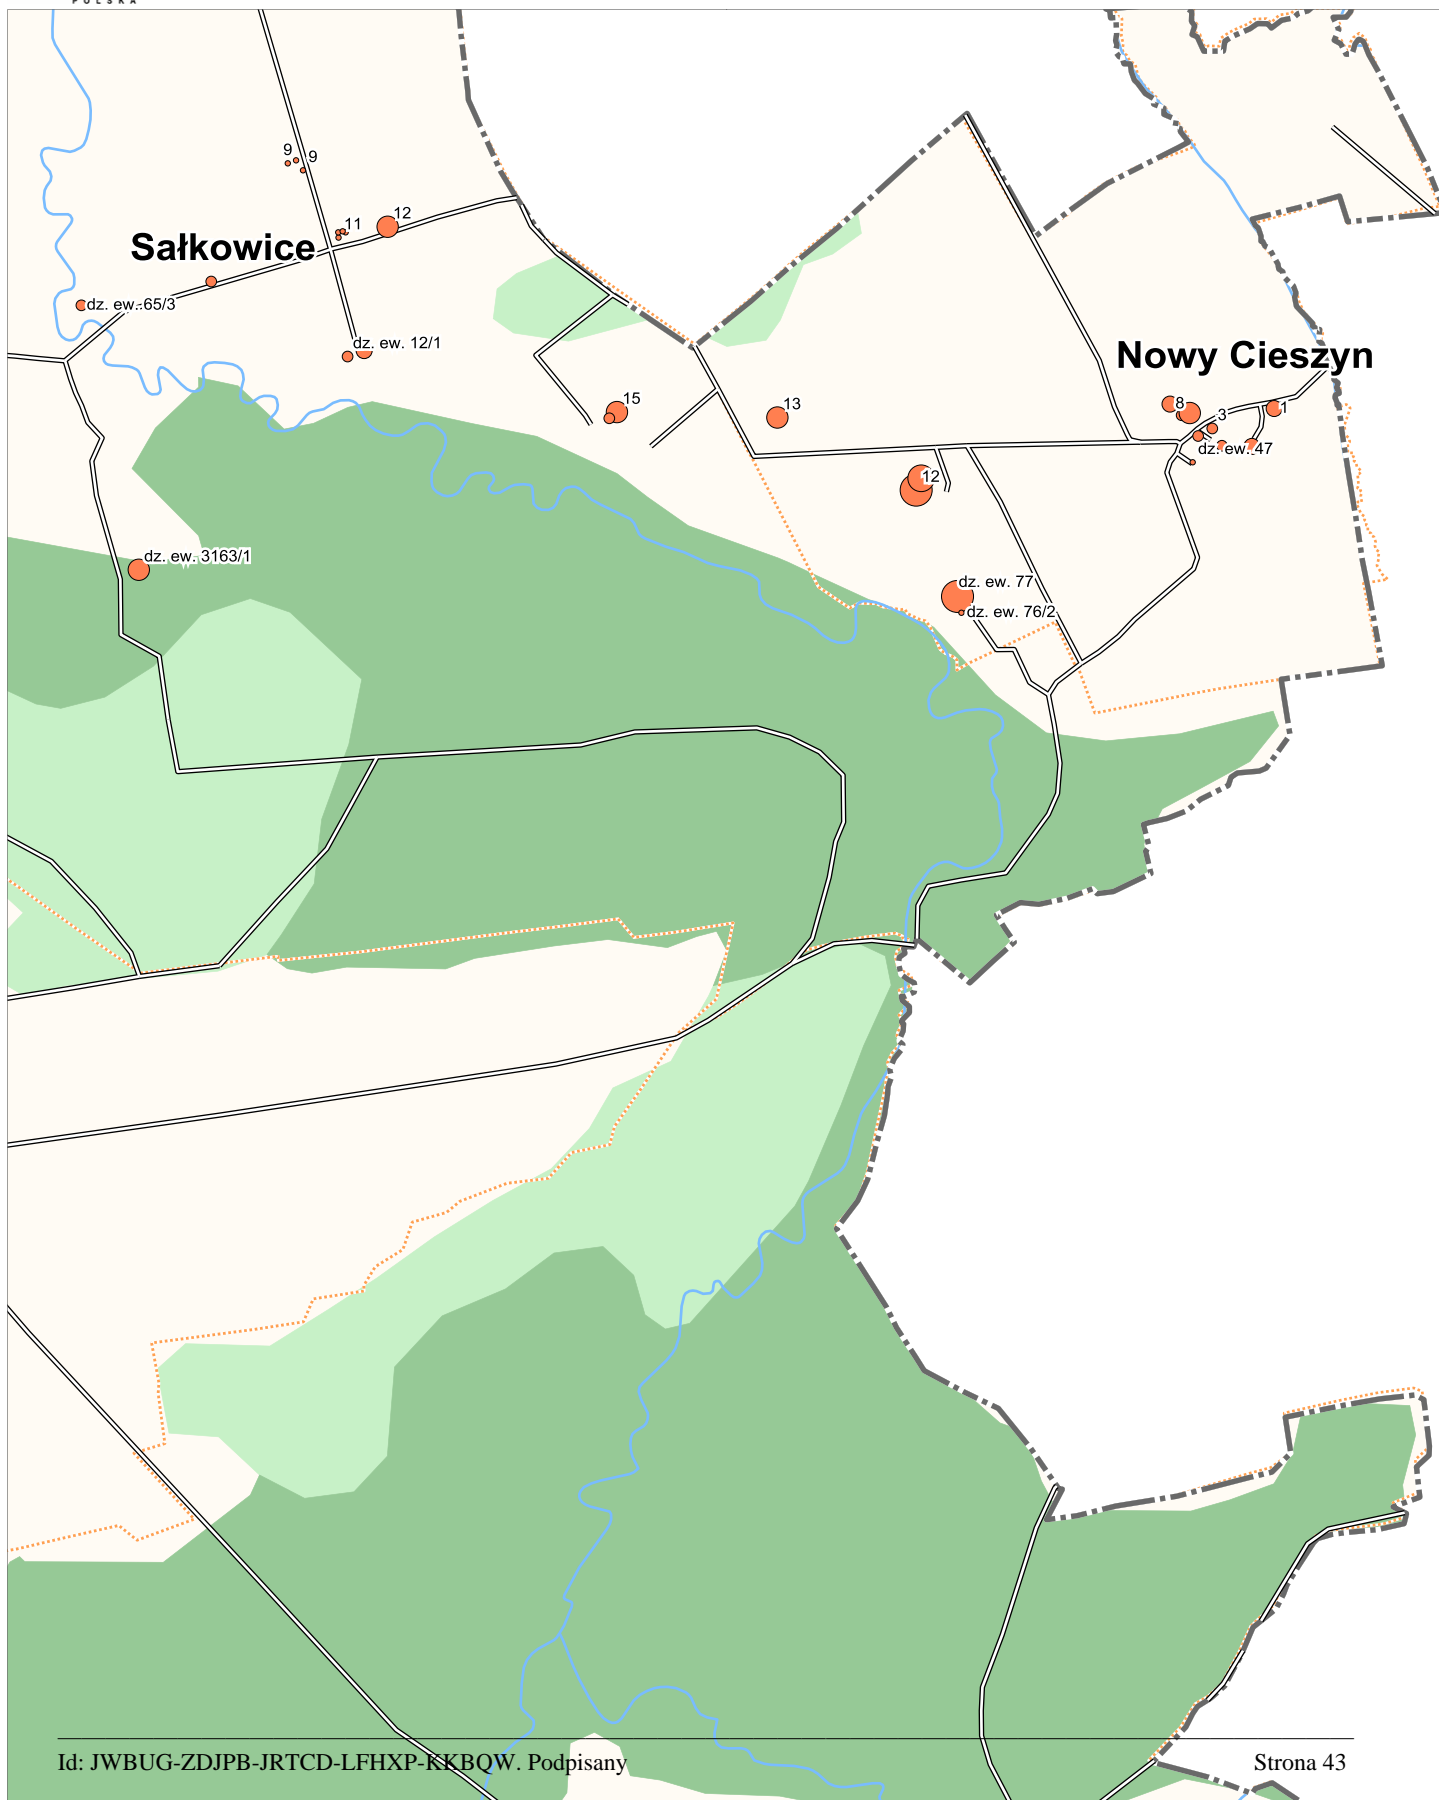 POLSKA
9
9
11
12
Sałkowice
dz. ew. 65/3
dz. ew. 12/1
Nowy Cieszyn
15
13
8
3
1
dz. ew. 47
12
dz. ew. 3163/1
dz. ew. 77
dz. ew. 76/2
Id: JWBUG-ZDJPB-JRTCD-LFHXP-KKBQW. Podpisany
Strona 43